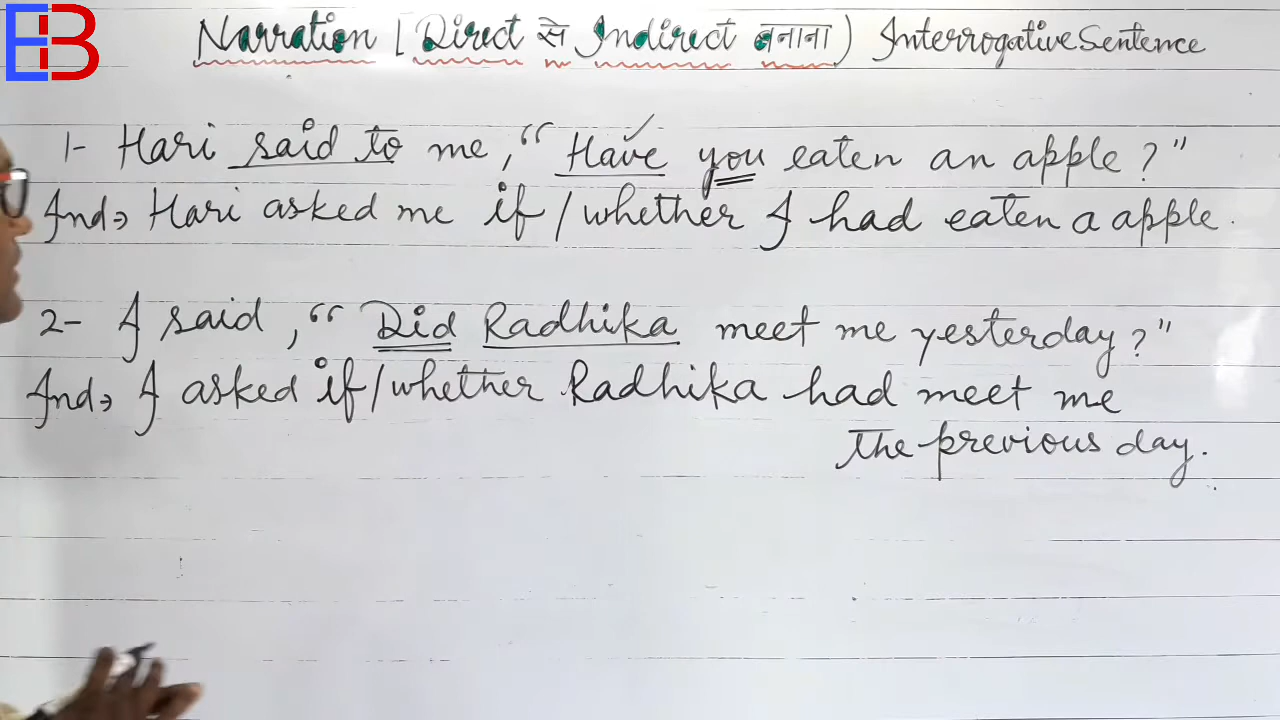 EB
Narration [ Direct से Indirect बनाना ) Interrogative Sentence
1- Hari said to me, “ Have you eaten an apple ? ”
Ind→ Hari asked me if / whether I had eaten a apple .
2- I said , “ Did Radhika meet me yesterday ? ”
Ind→ I asked if / whether Radhika had meet me
the previous day .